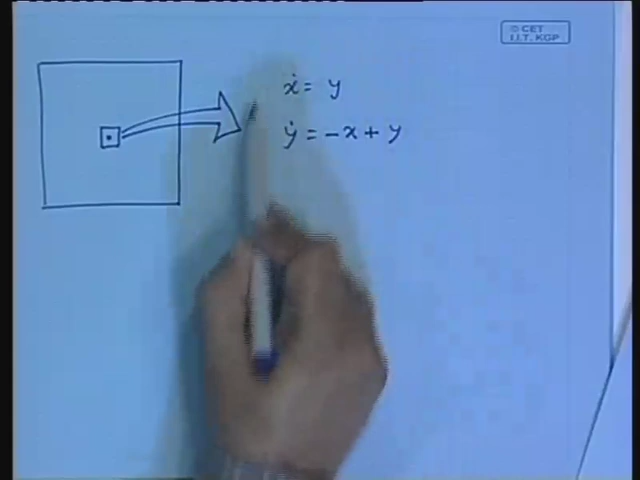 © CET
I.I.T. KGP
ẋ = y
ẏ = -x + y